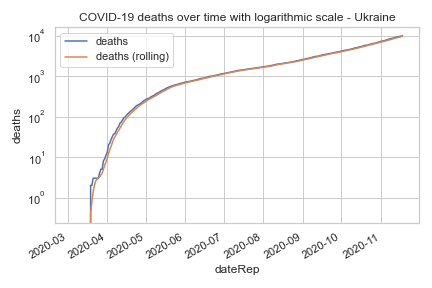 COVID-19 deaths over time with logarithmic scale - Ukraine
deaths
deaths (rolling)
10⁴
10³
10²
10¹
10⁰
deaths
2020-03
2020-04
2020-05
2020-06
2020-07
2020-08
2020-09
2020-10
2020-11
dateRep